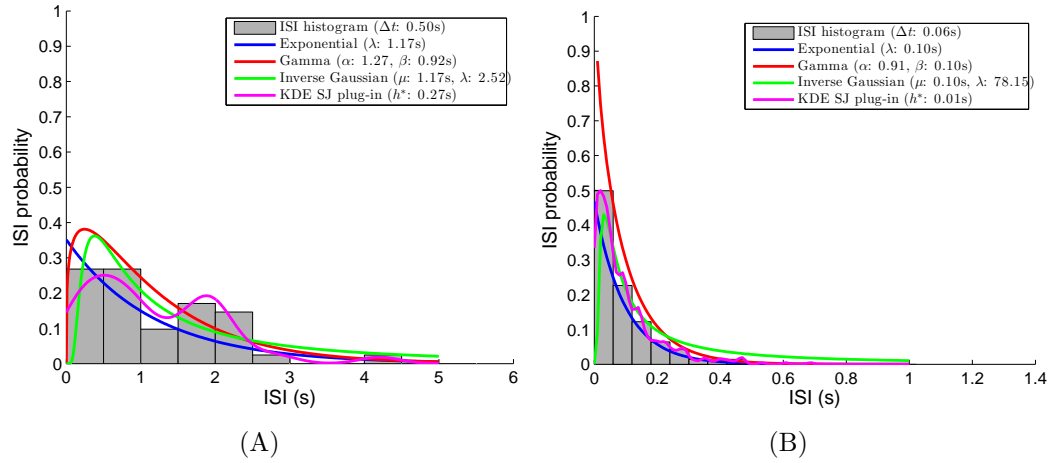 1
0.9
0.8
0.7
0.6
0.5
0.4
0.3
0.2
0.1
0
ISI probability
0 1 2 3 4 5 6
ISI (s)
ISI histogram (Δt: 0.50s)
Exponential (λ: 1.17s)
Gamma (α: 1.27, β: 0.92s)
Inverse Gaussian (μ: 1.17s, λ: 2.52)
KDE SJ plug-in (h*: 0.27s)
(A)
1
0.9
0.8
0.7
0.6
0.5
0.4
0.3
0.2
0.1
0
ISI probability
0 0.2 0.4 0.6 0.8 1 1.2 1.4
ISI (s)
ISI histogram (Δt: 0.06s)
Exponential (λ: 0.10s)
Gamma (α: 0.91, β: 0.10s)
Inverse Gaussian (μ: 0.10s, λ: 78.15)
KDE SJ plug-in (h*: 0.01s)
(B)